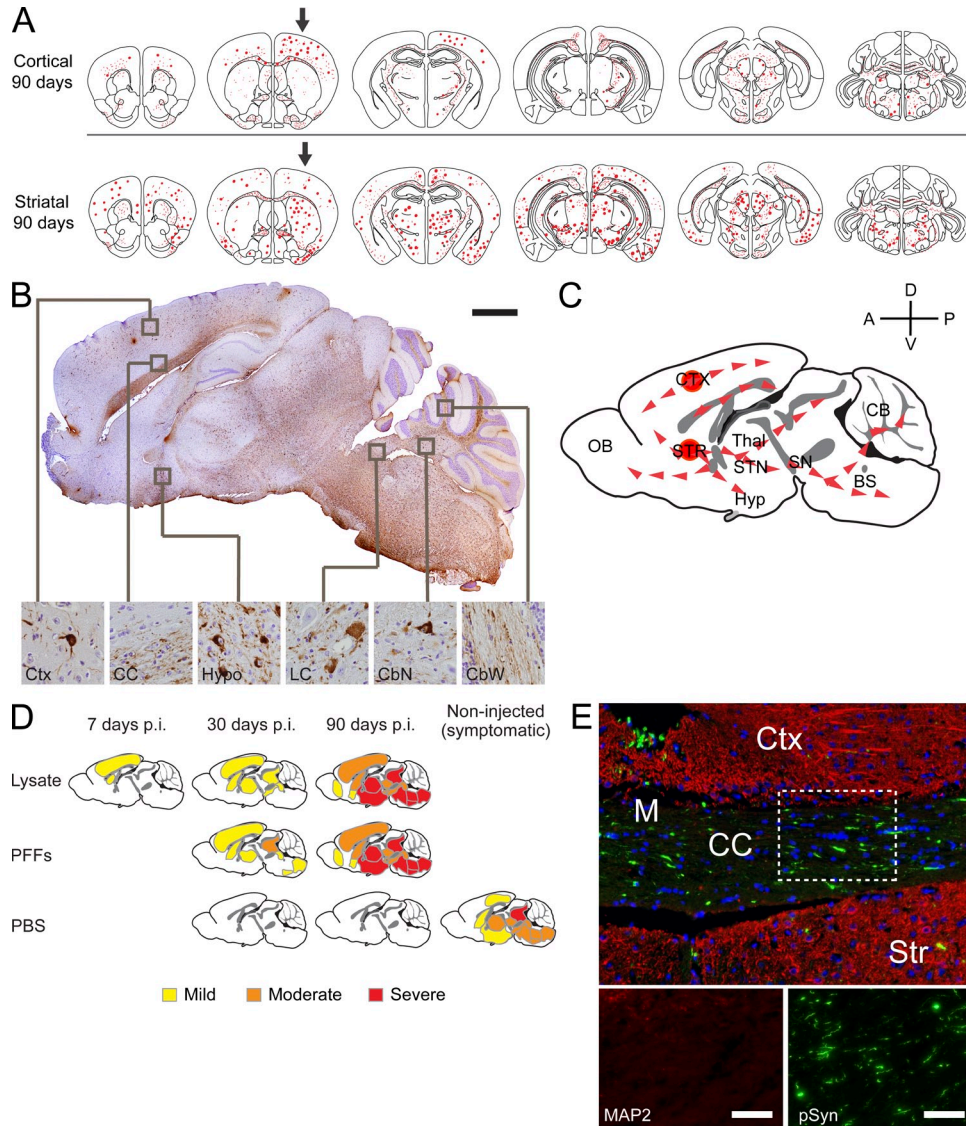 A
Cortical
90 days
Striatal
90 days
B
Ctx
CC
Hypo
LC
CbN
CbW
C
D
A
P
V
CTX
CB
OB
STR
Thal
STN
SN
BS
Hyp
D
7 days p.i.
30 days p.i.
90 days p.i.
Non-injected
(symptomatic)
Lysate
PFFs
PBS
Mild
Moderate
Severe
E
Ctx
M
CC
Str
MAP2
pSyn